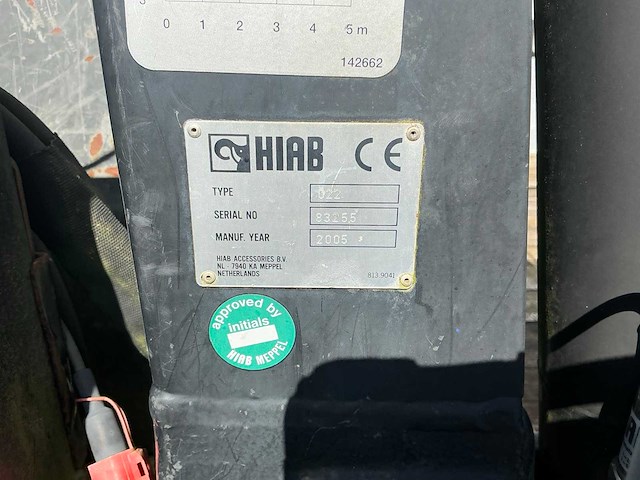 0 1 2 3 4 5 m
142662
HIAB CE
TYPE 022
SERIAL NO 83155
MANUF. YEAR 2005
HIAB ACCESSORIES B.V.
NL - 7940 KA MEPPEL
NETHERLANDS
813.9041
approved by
initials
HIAB MEPPEL